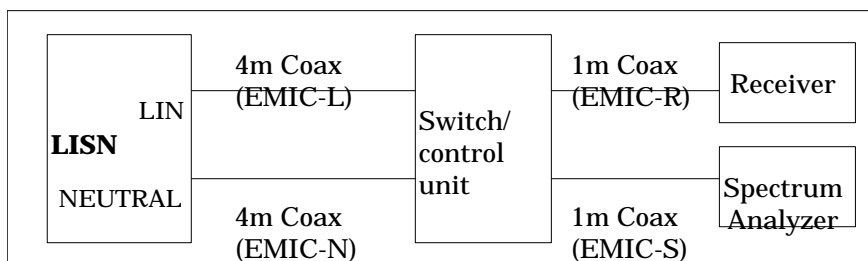 4m Coax
(EMIC-L)
1m Coax
(EMIC-R)
Receiver
LIN
LISN
Switch/
control
unit
NEUTRAL
4m Coax
(EMIC-N)
1m Coax
(EMIC-S)
Spectrum
Analyzer